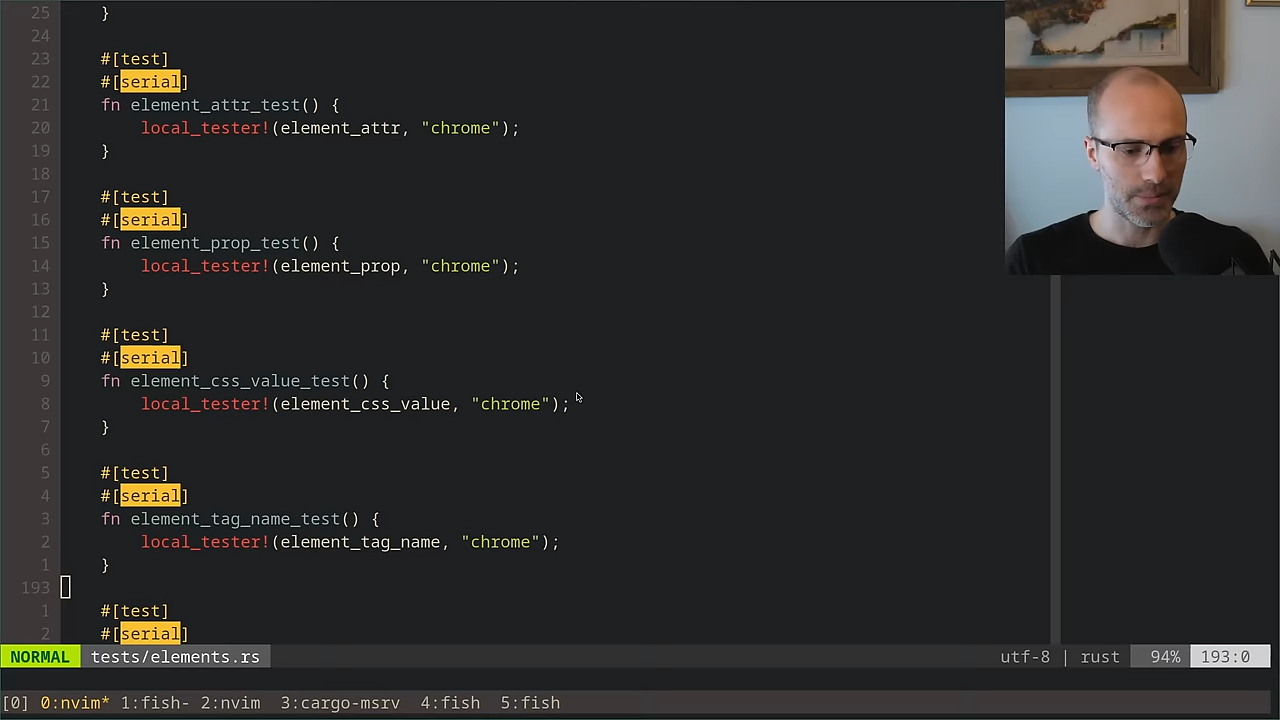 25     }
24
23     #[test]
22     #[serial]
21     fn element_attr_test() {
20         local_tester!(element_attr, "chrome");
19     }
18
17     #[test]
16     #[serial]
15     fn element_prop_test() {
14         local_tester!(element_prop, "chrome");
13     }
12
11     #[test]
10     #[serial]
9     fn element_css_value_test() {
8         local_tester!(element_css_value, "chrome");
7     }
6
5     #[test]
4     #[serial]
3     fn element_tag_name_test() {
2         local_tester!(element_tag_name, "chrome");
1     }
193
1     #[test]
2     #[serial]
NORMAL tests/elements.rs utf-8 | rust 94% 193:0
[0] 0:nvim* 1:fish- 2:nvim 3:cargo-msrv 4:fish 5:fish